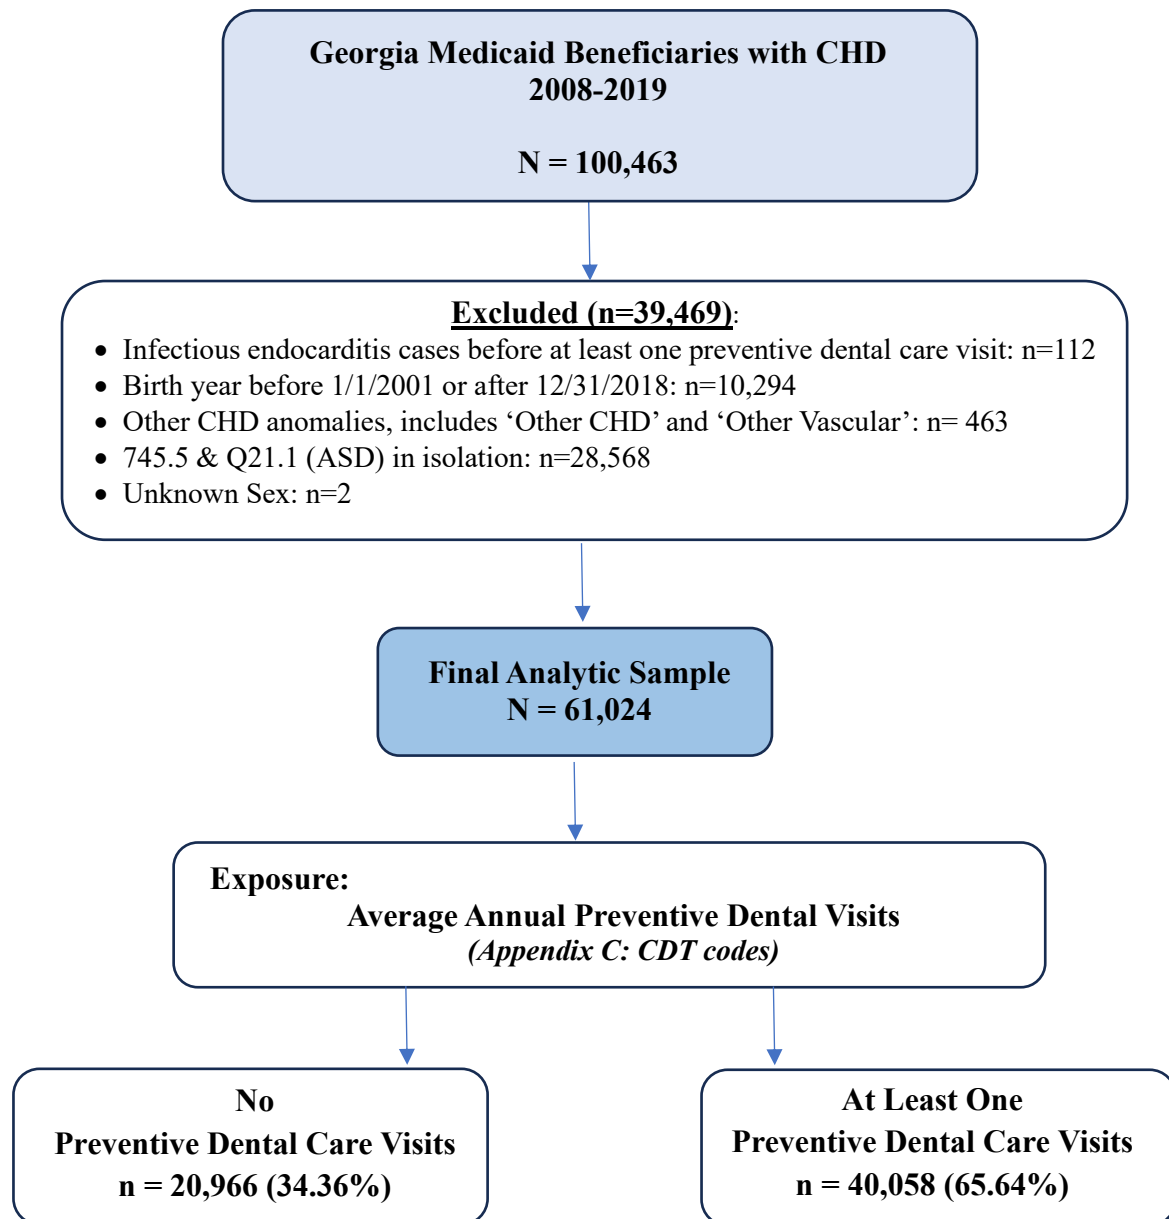 Georgia Medicaid Beneficiaries with CHD
2008-2019
N = 100,463
Excluded (n=39,469):
• Infectious endocarditis cases before at least one preventive dental care visit: n=112
• Birth year before 1/1/2001 or after 12/31/2018: n=10,294
• Other CHD anomalies, includes ‘Other CHD’ and ‘Other Vascular’: n= 463
• 745.5 & Q21.1 (ASD) in isolation: n=28,568
• Unknown Sex: n=2
Final Analytic Sample
N = 61,024
Exposure:
Average Annual Preventive Dental Visits
(Appendix C: CDT codes)
No
Preventive Dental Care Visits
n = 20,966 (34.36%)
At Least One
Preventive Dental Care Visits
n = 40,058 (65.64%)